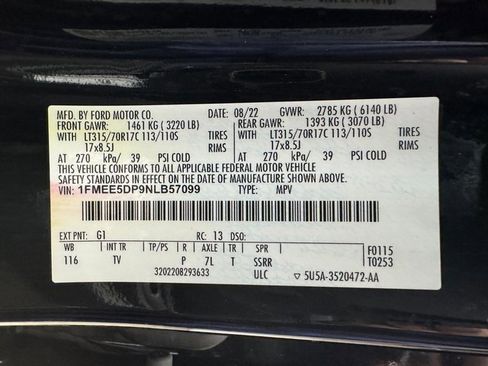 MFD. BY FORD MOTOR CO. DATE: 08/22 GVWR: 2785 KG ( 6140 LB)
FRONT GAWR: 1461 KG ( 3220 LB) REAR GAWR: 1393 KG ( 3070 LB)
LT315/70R17C 113/110S TIRES LT315/70R17C 113/110S TIRES
17x8.5J RIMS 17x8.5J RIMS
AT 270 kPa/ 39 PSI COLD AT 270 kPa/ 39 PSI COLD
THIS VEHICLE CONFORMS TO ALL APPLICABLE FEDERAL MOTOR VEHICLE
SAFETY STANDARDS IN EFFECT ON THE DATE OF MANUFACTURE SHOWN ABOVE.
VIN: 1FMEE5DP9NLB57099 TYPE: MPV
EXT PNT: G1 RC: 13 DSO:
WB INT TR TP/PS R AXLE TR SPR F0115
116 TV P 7L T SSRR T0253
3202208293633 ULC 5U5A-3520472-AA